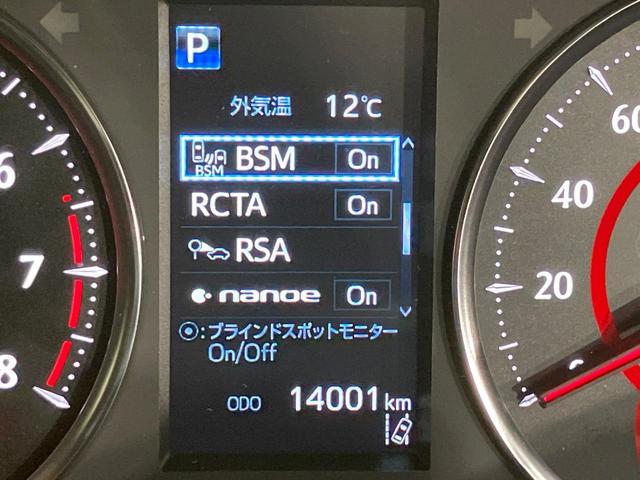 P
外気温 12℃
BSM BSM On
RCTA On
RSA
nanoe On
:ブラインドスポットモニター
On/Off
ODO 14001 km
6
7
8
60
40
20